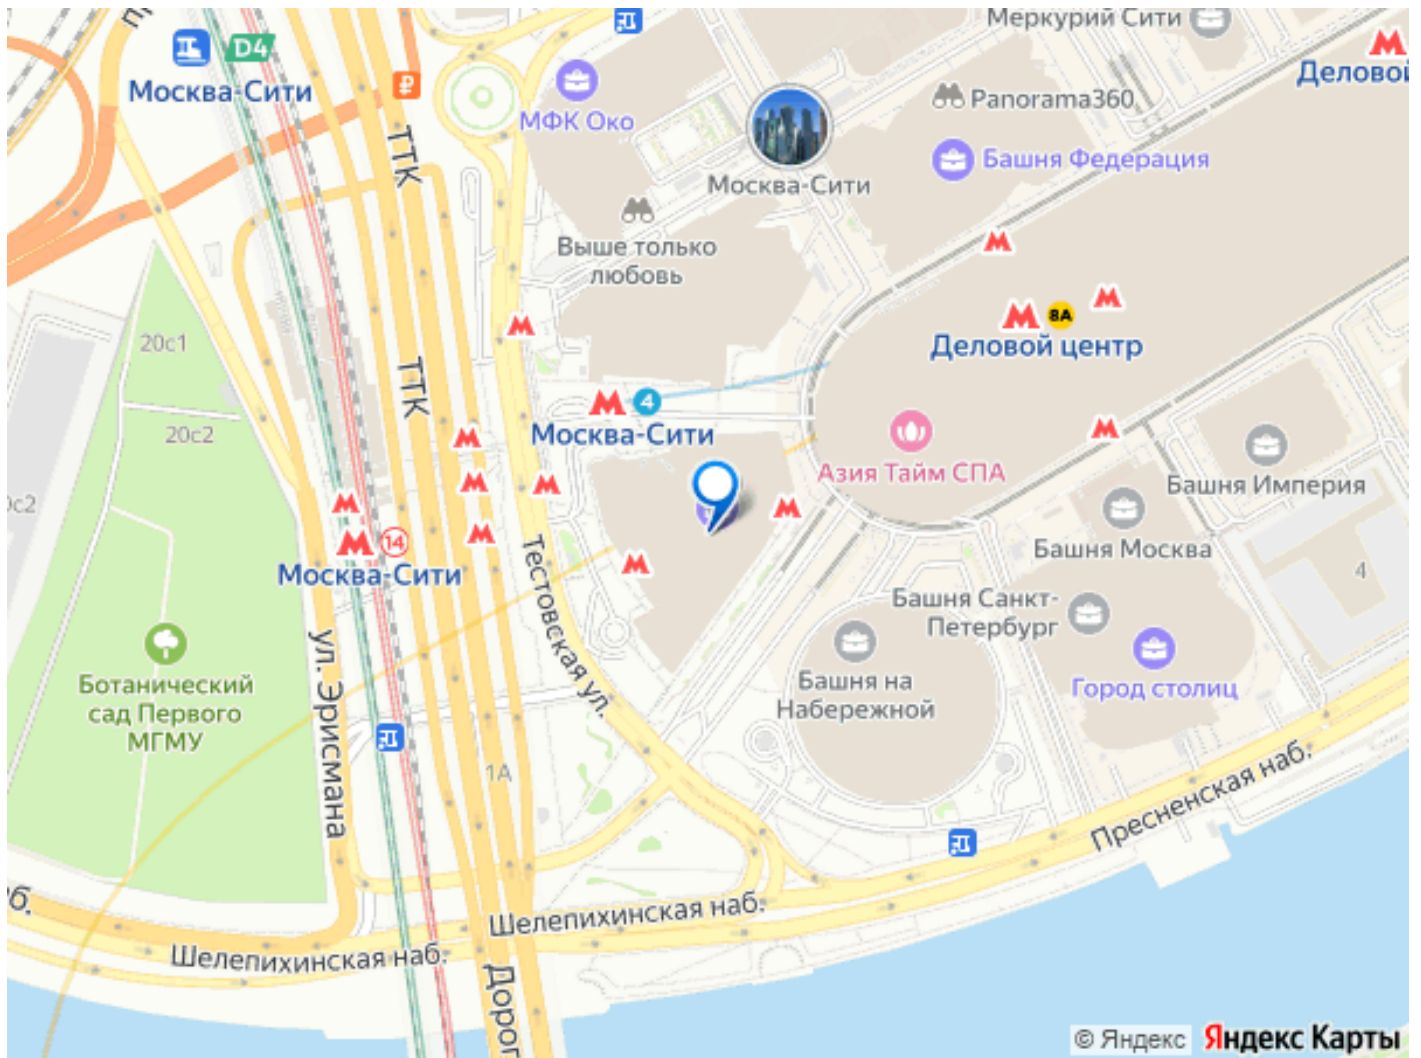 Меркурий Сити
D4
Москва-Сити
Деловой
₽
МФК Око
Panorama360
ТТК
Башня Федерация
Москва-Сити
Выше только
любовь
8А
Деловой центр
20с1
ТТК
4
Москва-Сити
20с2
Азия Тайм СПА
Башня Империя
с2
14
Москва-Сити
Башня Москва
4
Тестовская ул.
Башня Санкт-
Петербург
ул. Эрисмана
Ботанический
сад Первого
МГМУ
Башня на
Набережной
Город столиц
1А
Пресненская наб.
б.
Шелепихинская наб.
Шелепихинская наб.
Дорог
© Яндекс Яндекс Карты